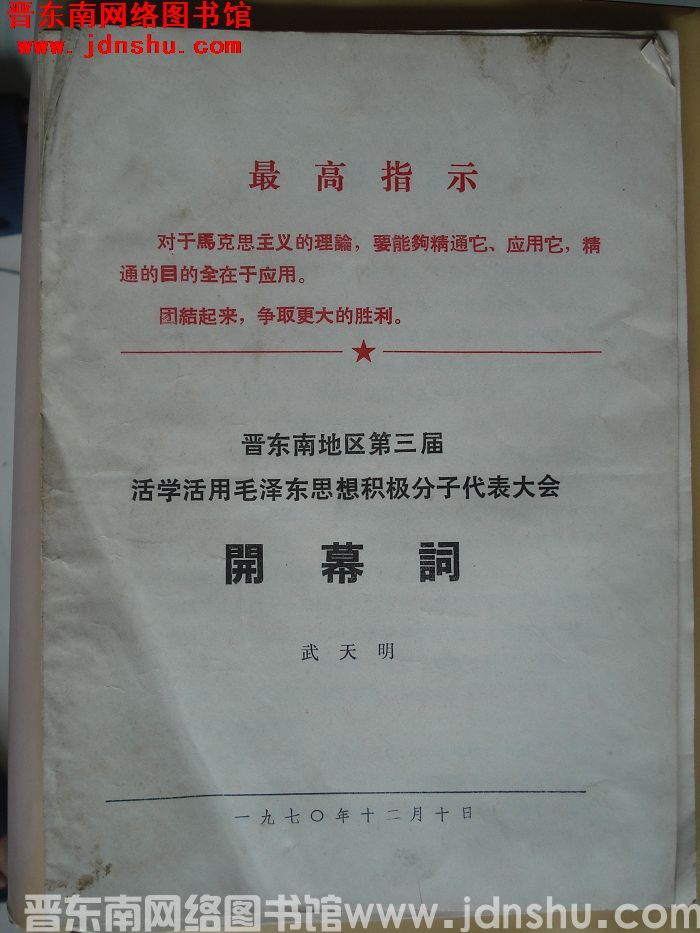 晋东南网络图书馆
www.jdnshu.com
最高指示
对于馬克思主义的理論，要能夠精通它、应用它，精
通的目的全在于应用。
团結起来，争取更大的胜利。
晋东南地区第三届
活学活用毛泽东思想积极分子代表大会
開幕詞
武天明
一九七〇年十二月十日
晋东南网络图书馆www.jdnshu.com